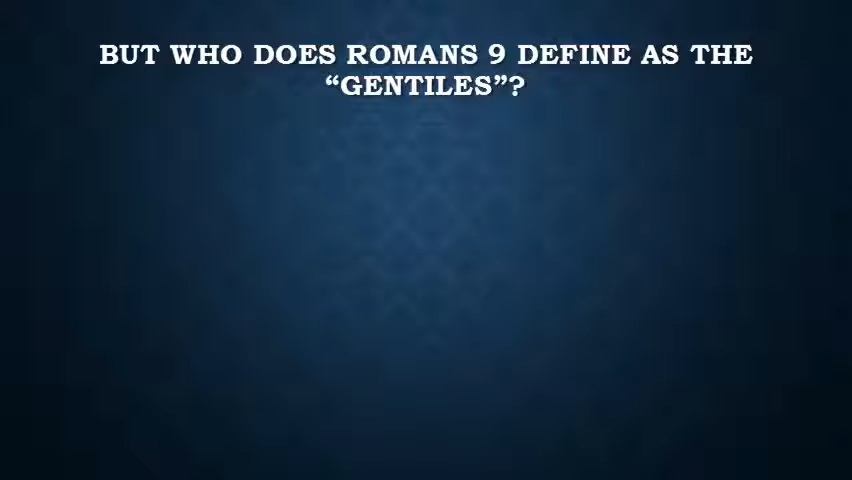 BUT WHO DOES ROMANS 9 DEFINE AS THE
“GENTILES”?